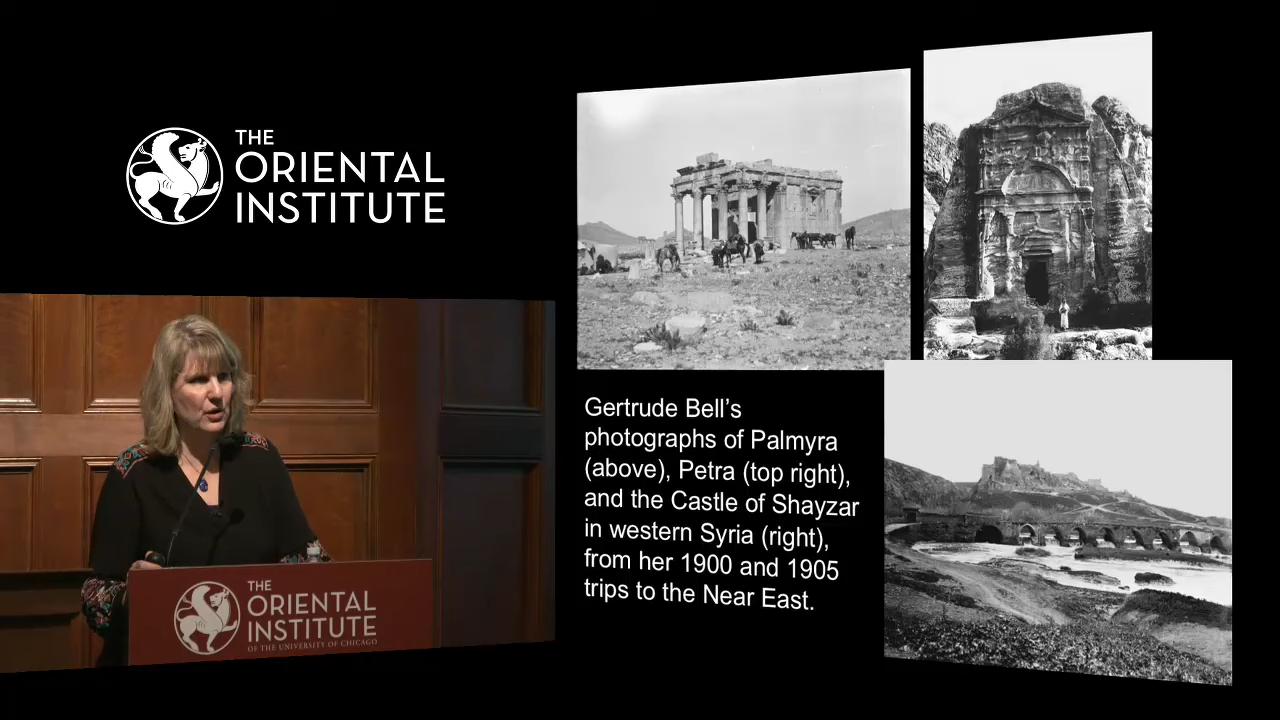 THE
ORIENTAL
INSTITUTE
Gertrude Bell’s
photographs of Palmyra
(above), Petra (top right),
and the Castle of Shayzar
in western Syria (right),
from her 1900 and 1905
trips to the Near East.
THE
ORIENTAL
INSTITUTE
OF THE UNIVERSITY OF CHICAGO